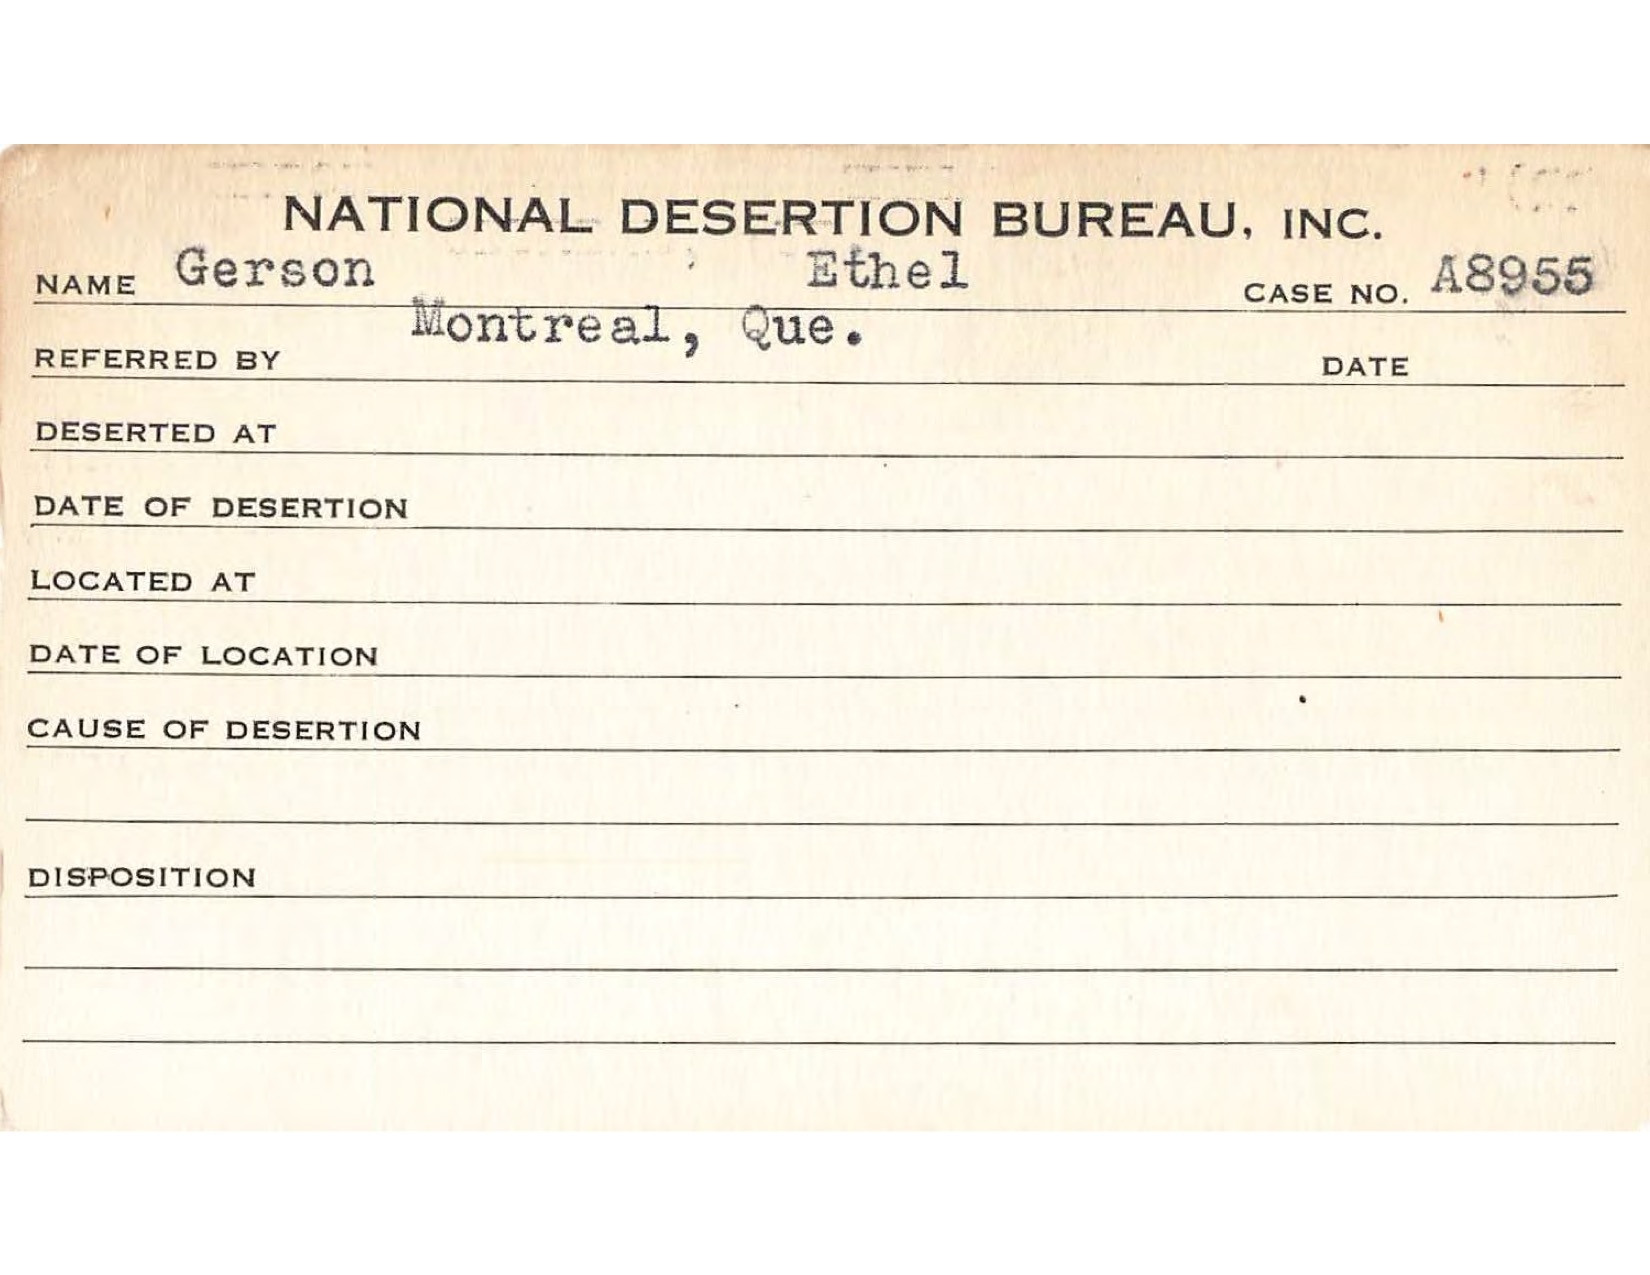 NATIONAL DESERTION BUREAU, INC.
NAME Gerson Ethel CASE NO. A8955
Montreal, Que.
REFERRED BY DATE
DESERTED AT
DATE OF DESERTION
LOCATED AT
DATE OF LOCATION
CAUSE OF DESERTION
DISPOSITION